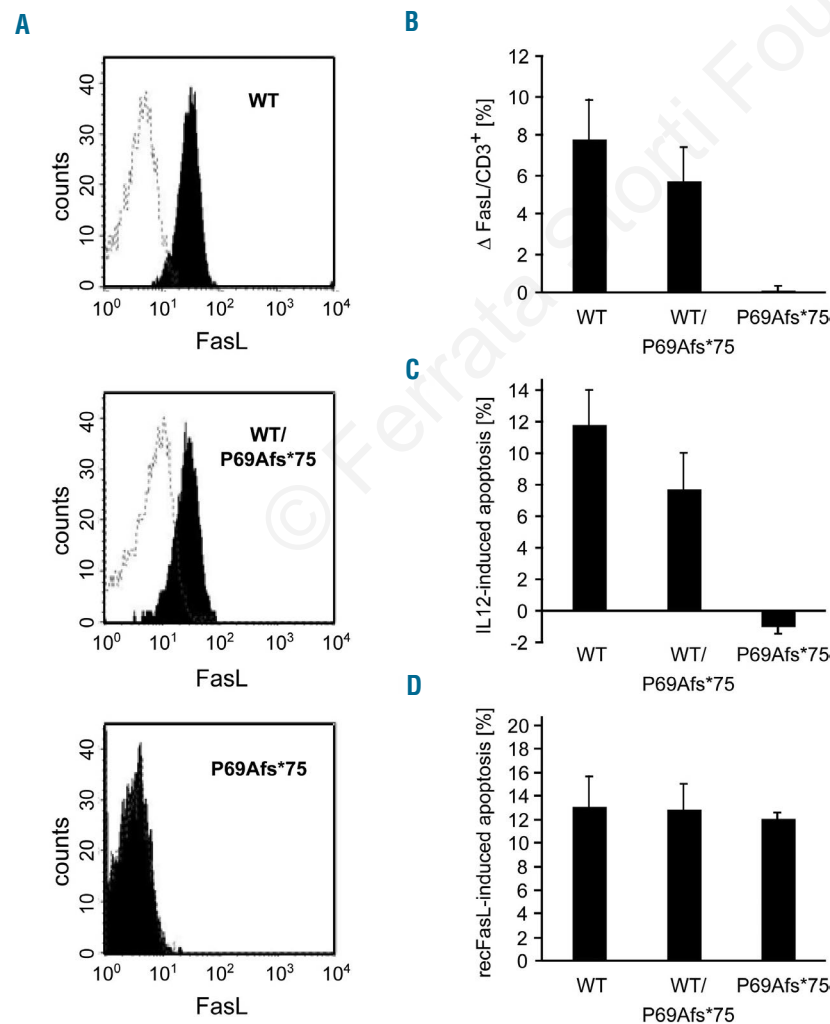 A
WT
counts
40
30
20
10
0
10⁰ 10¹ 10² 10³ 10⁴
FasL
WT/
P69Afs*75
counts
40
30
20
10
0
10⁰ 10¹ 10² 10³ 10⁴
FasL
P69Afs*75
counts
40
30
20
10
0
10⁰ 10¹ 10² 10³ 10⁴
FasL
B
Δ FasL/CD3⁺ [%]
12
10
8
6
4
2
0
WT WT/ P69Afs*75
P69Afs*75
C
IL12-induced apoptosis [%]
14
12
10
8
6
4
2
0
-2
WT WT/ P69Afs*75
P69Afs*75
D
recFasL-induced apoptosis [%]
20
18
16
14
12
10
8
6
4
2
0
WT WT/ P69Afs*75
P69Afs*75
© Ferrata Storti Fou